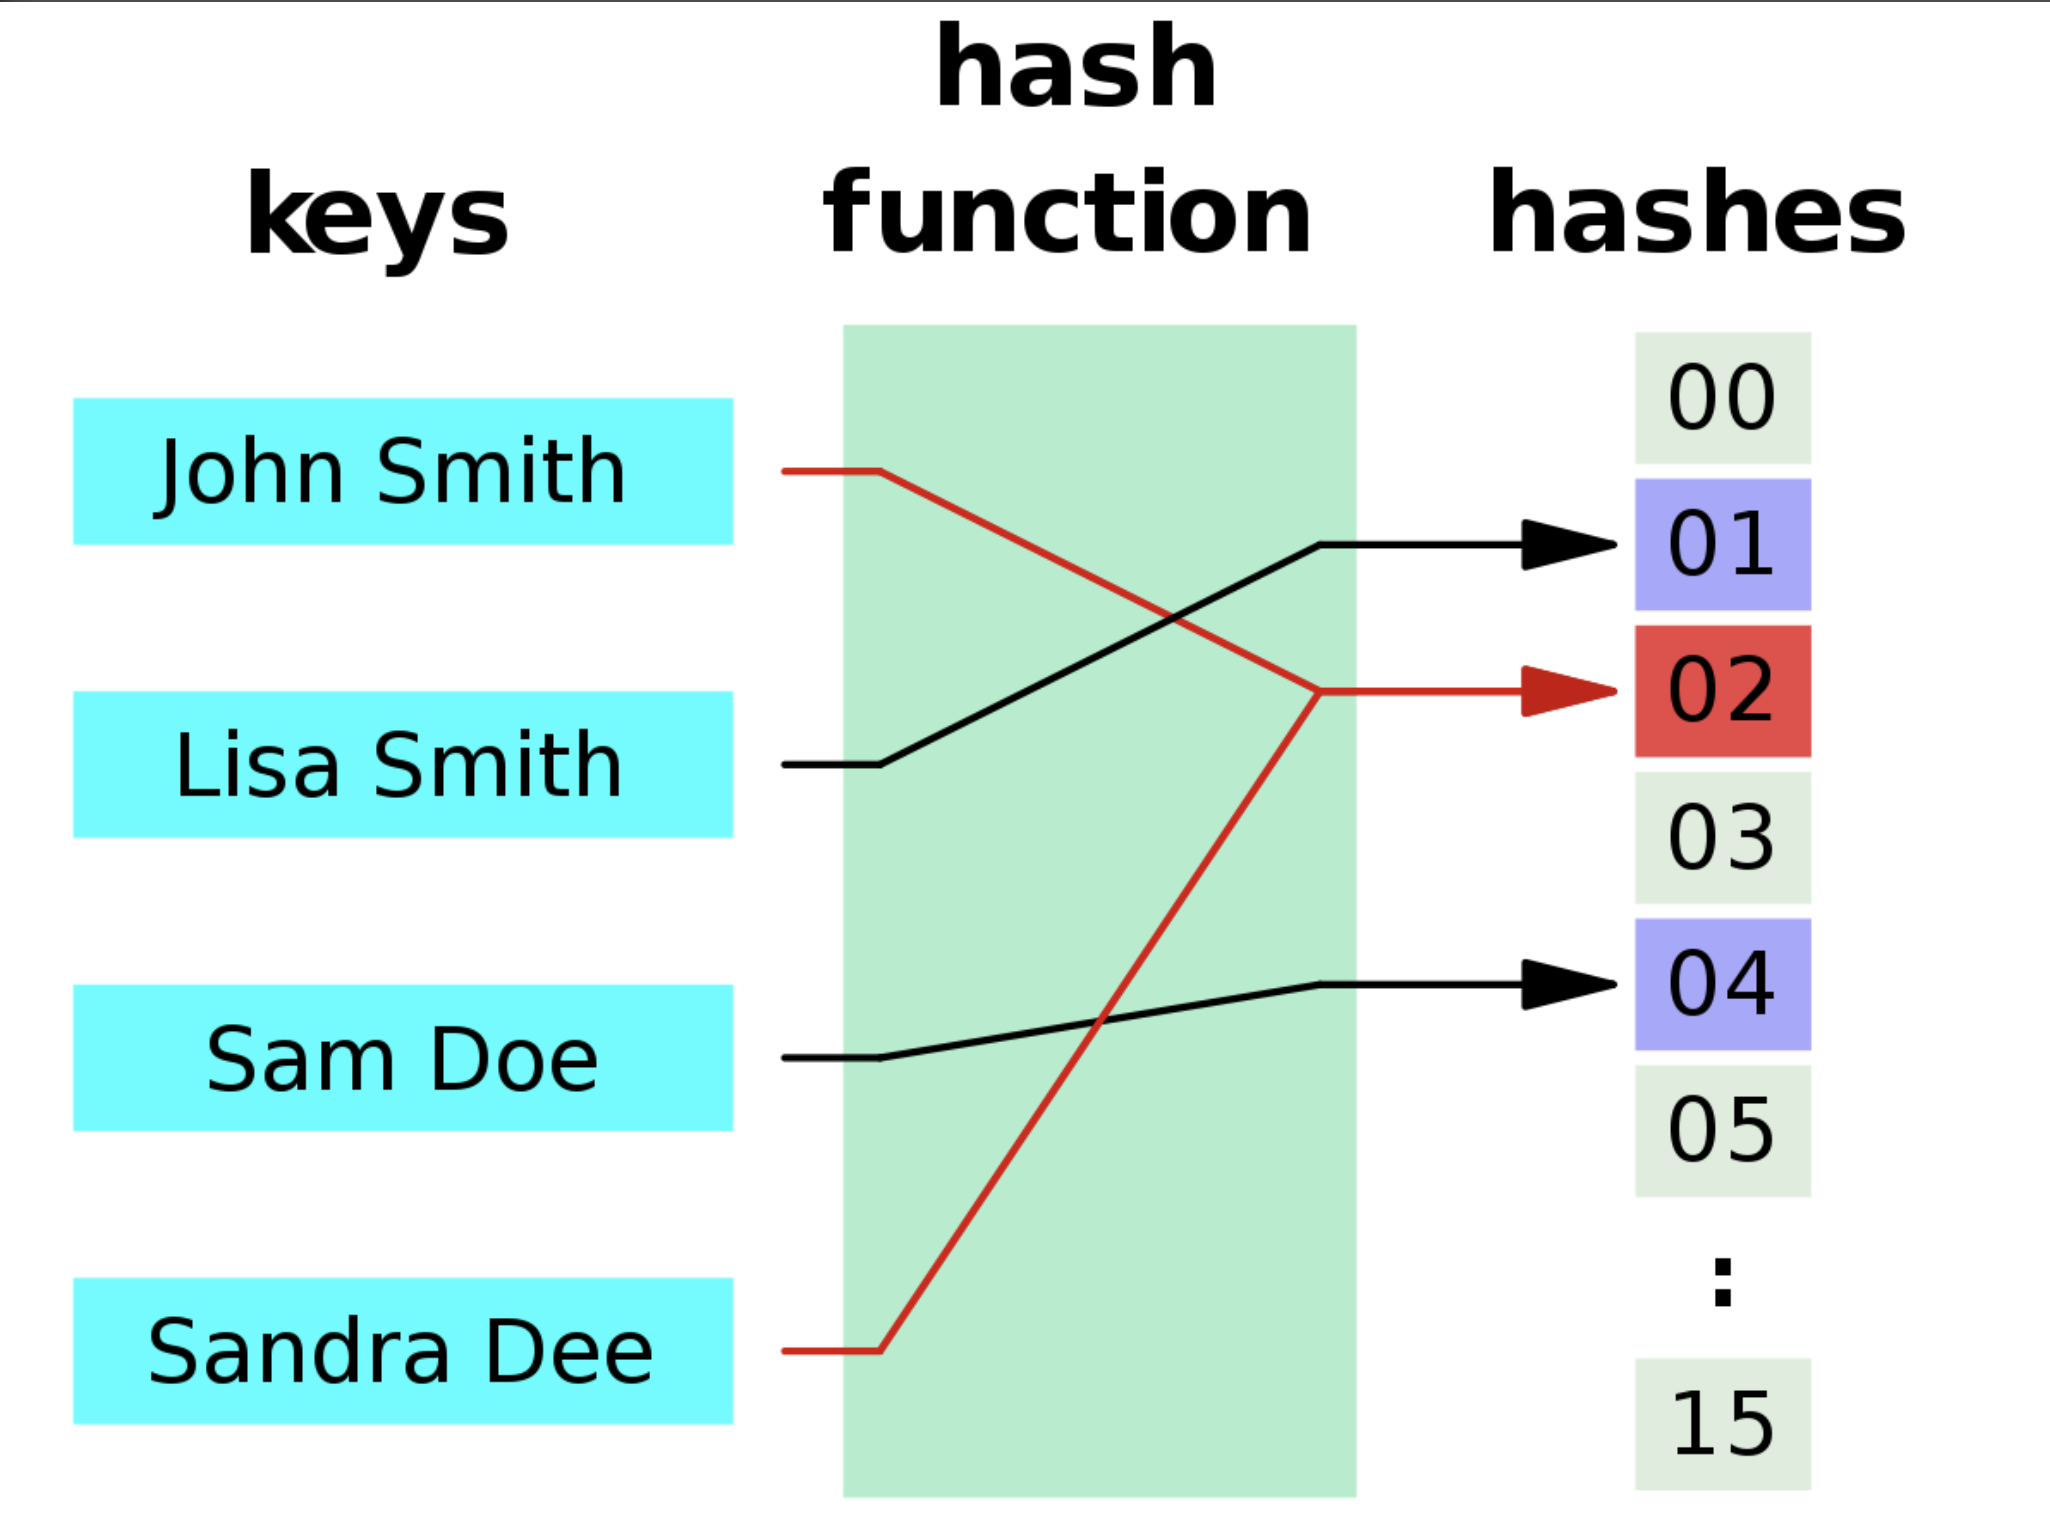 hash
keys
function
hashes
John Smith
Lisa Smith
Sam Doe
Sandra Dee
00
01
02
03
04
05
:
15